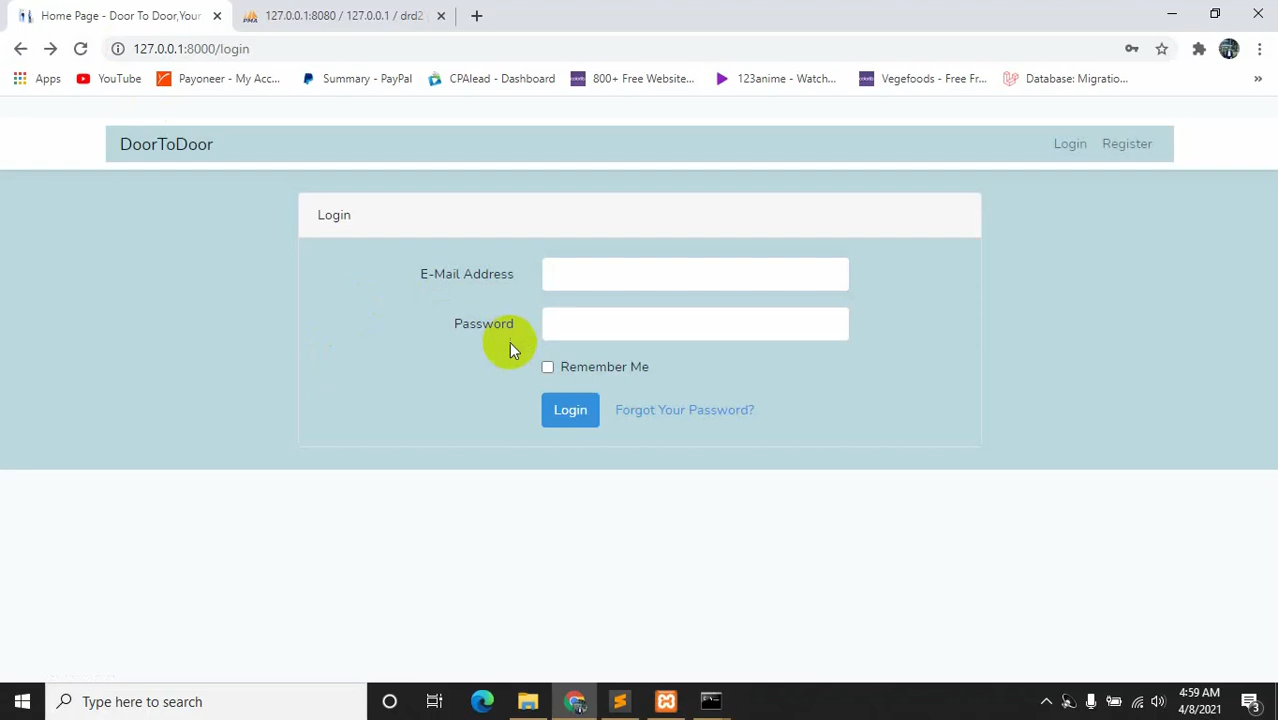 Home Page - Door To Door,Your
127.0.0.1:8080 / 127.0.0.1 / drd2
127.0.0.1:8000/login
Apps
YouTube
Payoneer - My Acc...
Summary - PayPal
CPAlead - Dashboard
800+ Free Website...
123anime - Watch...
Vegefoods - Free Fr...
Database: Migratio...
»
DoorToDoor
Login
Register
Login
E-Mail Address
Password
Remember Me
Login
Forgot Your Password?
Type here to search
4:59 AM
4/8/2021
3